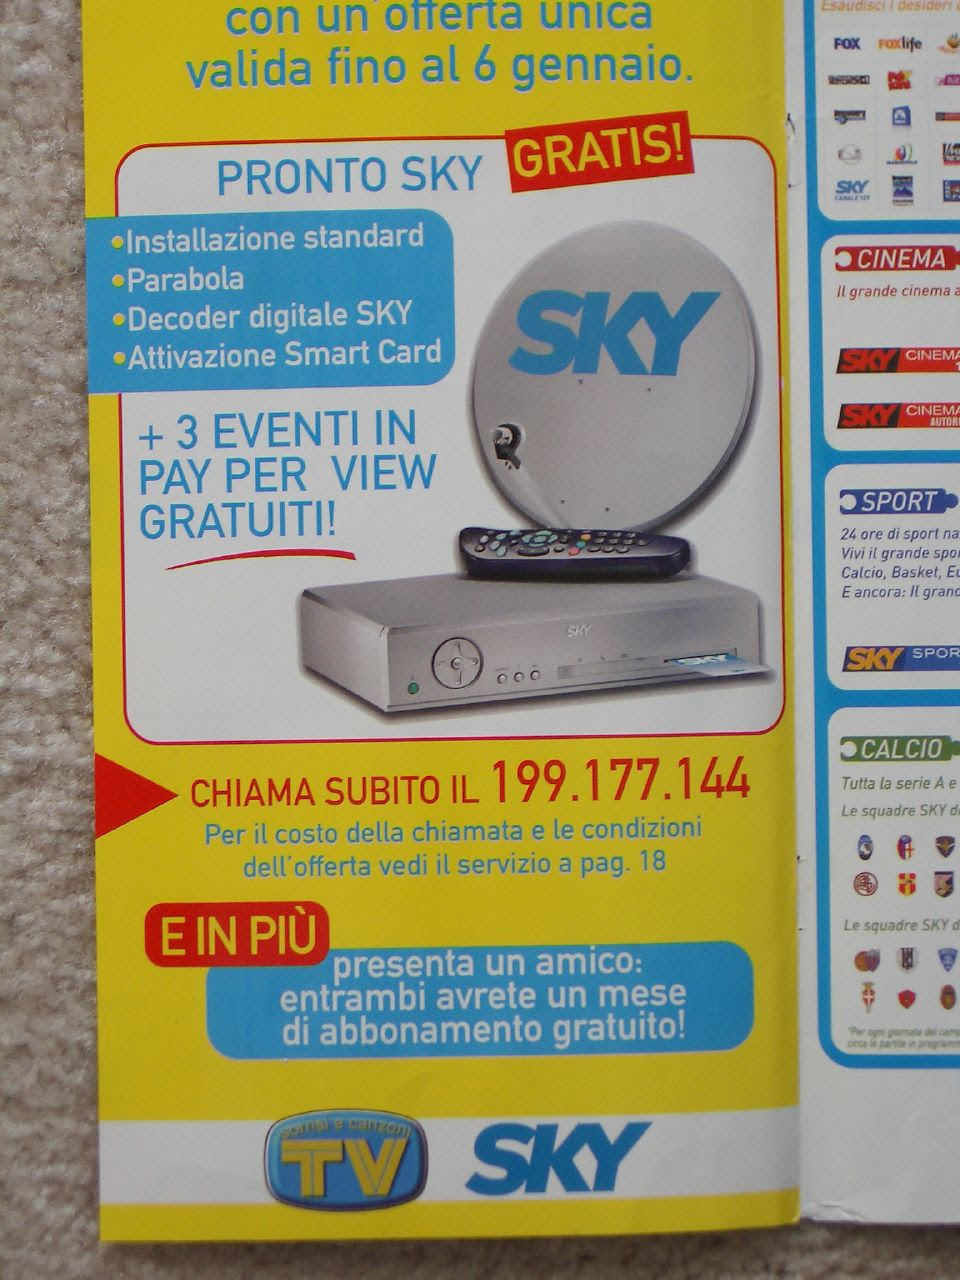 con un'offerta unica
valida fino al 6 gennaio.
PRONTO SKY GRATIS!
•Installazione standard
•Parabola
•Decoder digitale SKY
•Attivazione Smart Card
SKY
+ 3 EVENTI IN
PAY PER VIEW
GRATUITI!
SKY
SKY
CHIAMA SUBITO IL 199.177.144
Per il costo della chiamata e le condizioni
dell'offerta vedi il servizio a pag. 18
E IN PIÙ
presenta un amico:
entrambi avrete un mese
di abbonamento gratuito!
sorrisi e canzoni
TV
SKY
Esaudisci i desideri
FOX FOXlife
SKY
CINEMA
Il grande cinema
SKY CINEMA
SKY CINEMA
SPORT
24 ore di sport
Vivi il grande
Calcio, Basket,
E ancora: Il
SKY
CALCIO
Tutta la serie A e
Le squadre SKY
Le squadre SKY